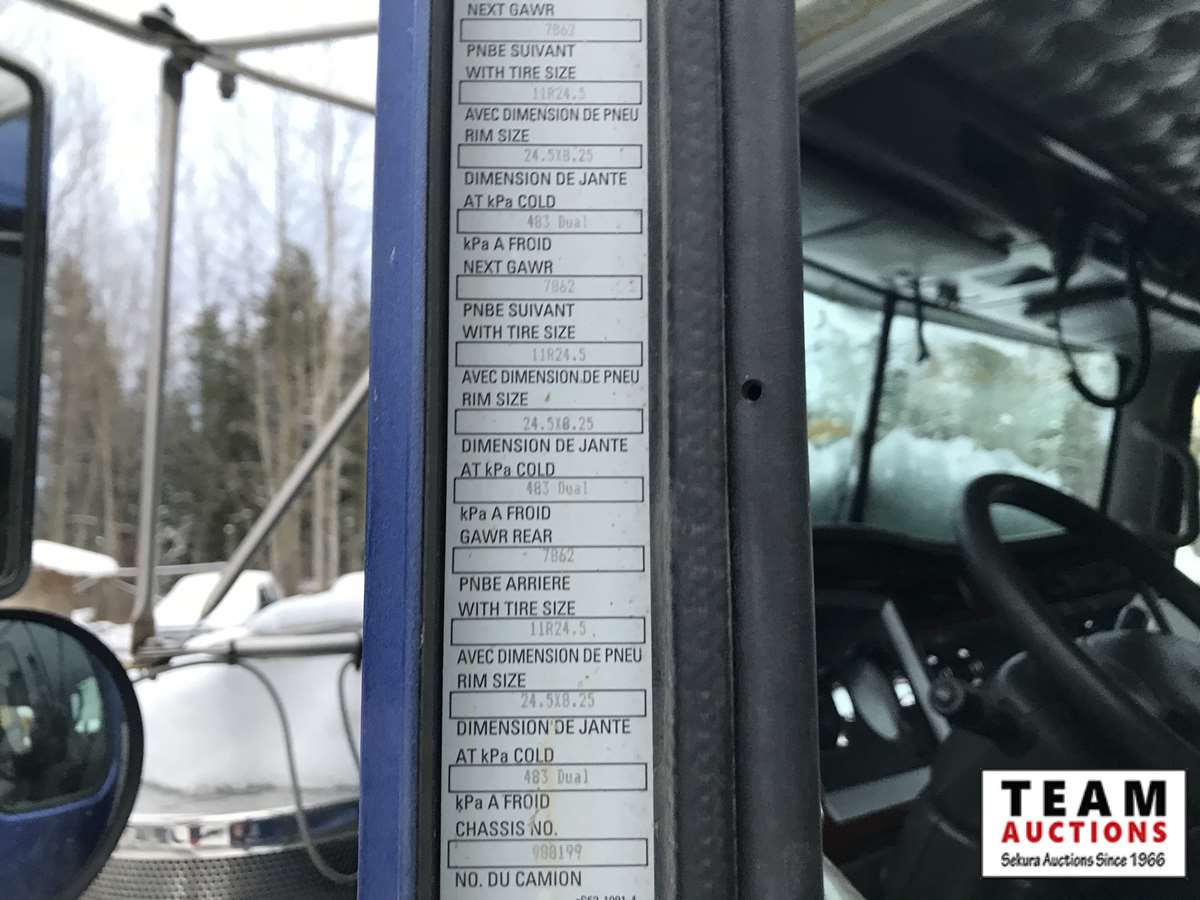 NEXT GAWR
7862
PNBE SUIVANT
WITH TIRE SIZE
11R24.5
AVEC DIMENSION DE PNEU
RIM SIZE
24.5X8.25
DIMENSION DE JANTE
AT kPa COLD
483 Dual
kPa A FROID
NEXT GAWR
7862
PNBE SUIVANT
WITH TIRE SIZE
11R24.5
AVEC DIMENSION DE PNEU
RIM SIZE
24.5X8.25
DIMENSION DE JANTE
AT kPa COLD
483 Dual
kPa A FROID
GAWR REAR
7862
PNBE ARRIERE
WITH TIRE SIZE
11R24.5
AVEC DIMENSION DE PNEU
RIM SIZE
24.5X8.25
DIMENSION DE JANTE
AT kPa COLD
483 Dual
kPa A FROID
CHASSIS NO.
988199
NO. DU CAMION
TEAM
AUCTIONS
Sekura Auctions Since 1966